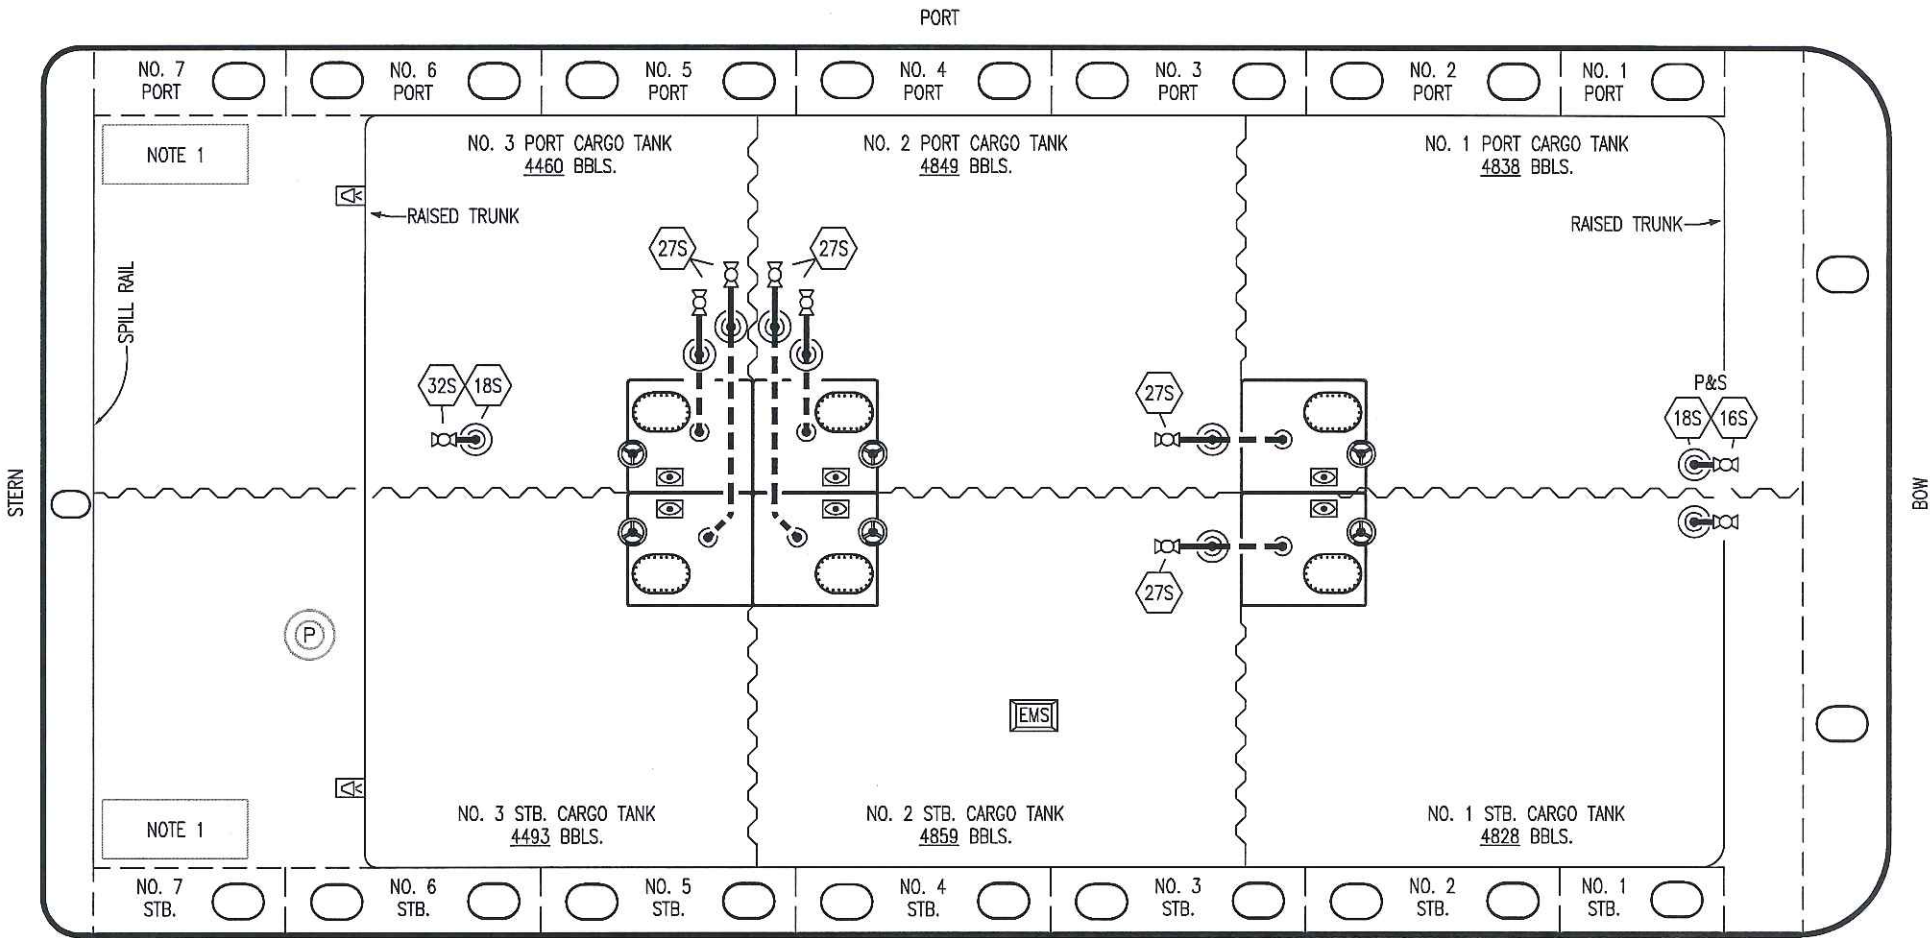 PORT
NO. 7
PORT
NO. 6
PORT
NO. 5
PORT
NO. 4
PORT
NO. 3
PORT
NO. 2
PORT
NO. 1
PORT
NOTE 1
NO. 3 PORT CARGO TANK
4460 BBLS.
NO. 2 PORT CARGO TANK
4849 BBLS.
NO. 1 PORT CARGO TANK
4838 BBLS.
RAISED TRUNK
RAISED TRUNK
SPILL RAIL
27S
27S
32S
18S
27S
P&S
18S
16S
STERN
BOW
27S
P
EMS
NOTE 1
NO. 3 STB. CARGO TANK
4493 BBLS.
NO. 2 STB. CARGO TANK
4859 BBLS.
NO. 1 STB. CARGO TANK
4828 BBLS.
NO. 7
STB.
NO. 6
STB.
NO. 5
STB.
NO. 4
STB.
NO. 3
STB.
NO. 2
STB.
NO. 1
STB.